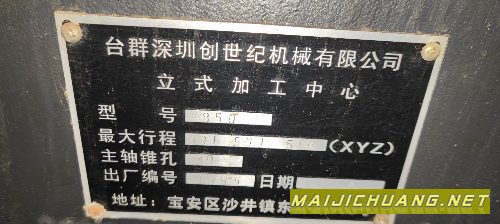 台群深圳创世纪机械有限公司
立式加工中心
型 号 850
最大行程 (XYZ)
主轴锥孔
出厂编号 日期
地址：宝安区沙井镇东
MAIJICHUANG.NET